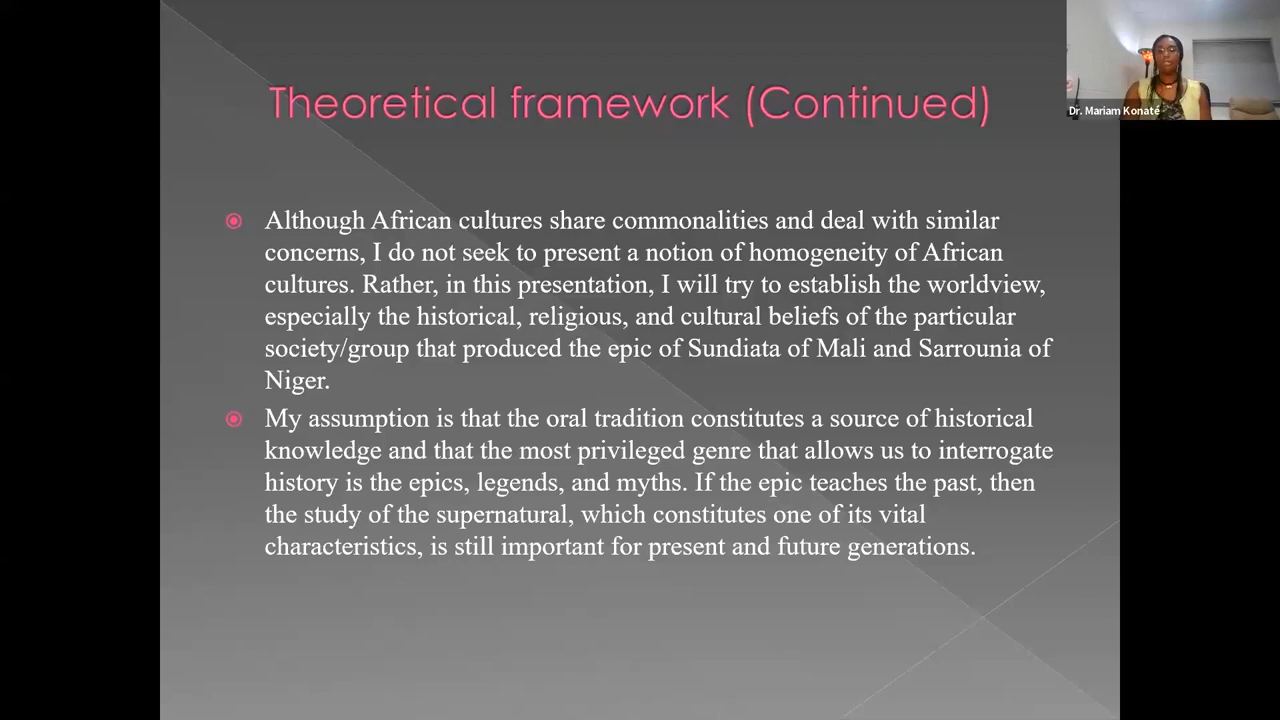 Theoretical framework (Continued)
Dr. Mariam Konaté
Although African cultures share commonalities and deal with similar
concerns, I do not seek to present a notion of homogeneity of African
cultures. Rather, in this presentation, I will try to establish the worldview,
especially the historical, religious, and cultural beliefs of the particular
society/group that produced the epic of Sundiata of Mali and Sarrounia of
Niger.
My assumption is that the oral tradition constitutes a source of historical
knowledge and that the most privileged genre that allows us to interrogate
history is the epics, legends, and myths. If the epic teaches the past, then
the study of the supernatural, which constitutes one of its vital
characteristics, is still important for present and future generations.